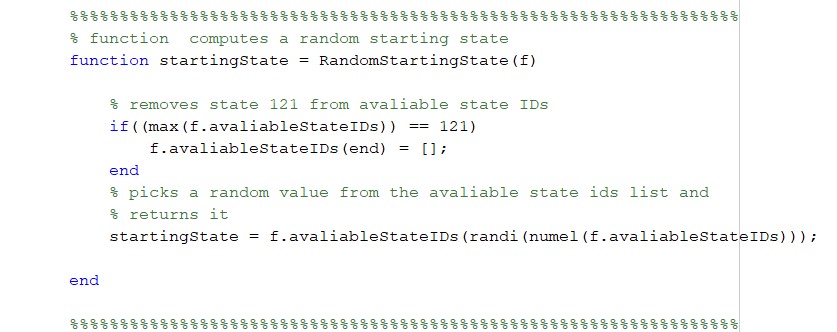 %%%%%%%%%%%%%%%%%%%%%%%%%%%%%%%%%%%%%%%%%%%%%%%%%%%%%%%%%%%%%%%%%%%
% function  computes a random starting state
function startingState = RandomStartingState(f)
% removes state 121 from avaliable state IDs
if((max(f.avaliableStateIDs)) == 121)
f.avaliableStateIDs(end) = [];
end
% picks a random value from the avaliable state ids list and
% returns it
startingState = f.avaliableStateIDs(randi(numel(f.avaliableStateIDs)));
end
%%%%%%%%%%%%%%%%%%%%%%%%%%%%%%%%%%%%%%%%%%%%%%%%%%%%%%%%%%%%%%%%%%%